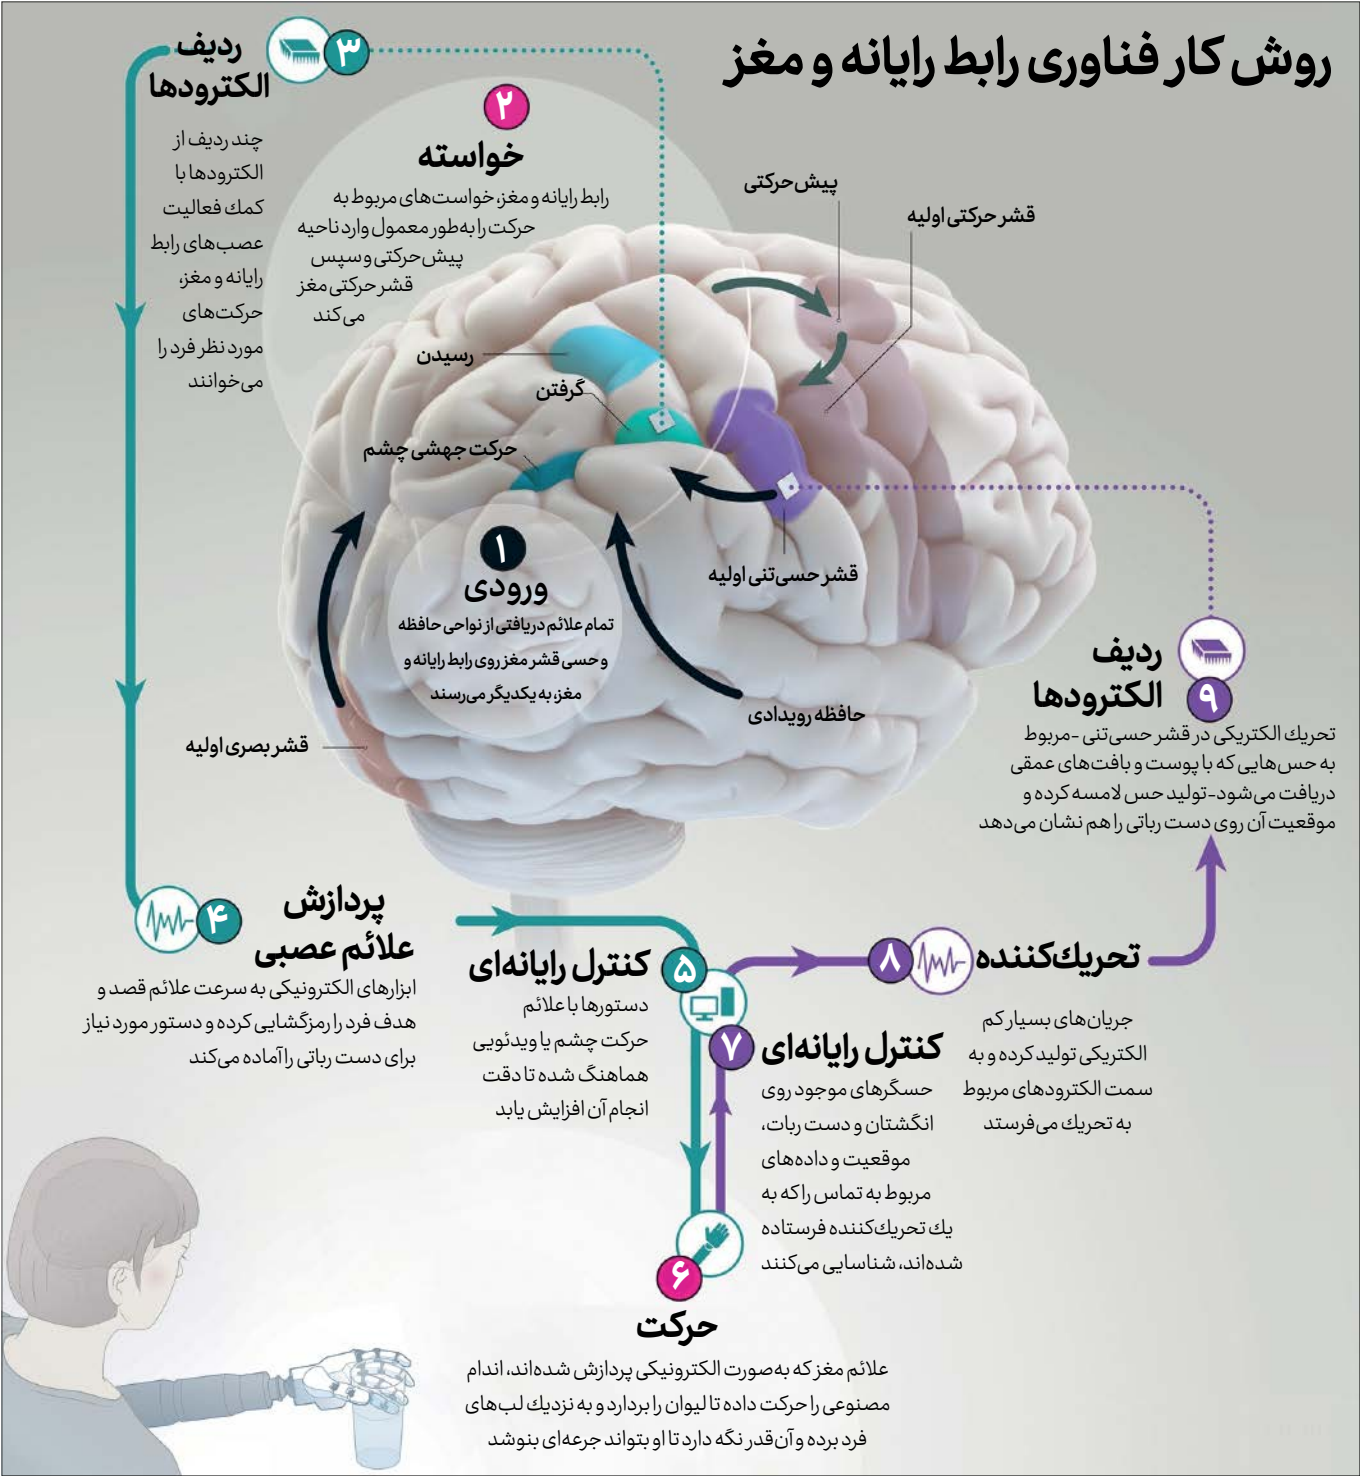 روش کار فناوری رابط رایانه و مغز
۱
ورودی
تمام علائم دریافتی از نواحی حافظه
و حسی قشر مغز روی رابط رایانه و
مغز، به یکدیگر می‌رسند
۲
خواسته
رابط رایانه و مغز، خواست‌های مربوط به
حرکت را به‌طور معمول وارد ناحیه
پیش‌حرکتی و سپس
قشر حرکتی مغز
می‌کند
۳
ردیف
الکترودها
چند ردیف از
الکترودها با
کمك فعالیت
عصب‌های رابط
رایانه و مغز،
حرکت‌های
مورد نظر فرد را
می‌خوانند
پیش‌حرکتی
قشر حرکتی اولیه
رسیدن
گرفتن
حرکت جهشی چشم
قشر حسی‌تنی اولیه
حافظه رویدادی
قشر بصری اولیه
۴
پردازش
علائم عصبی
ابزارهای الکترونیکی به سرعت علائم قصد و
هدف فرد را رمزگشایی کرده و دستور مورد نیاز
برای دست رباتی را آماده می‌کند
۵
کنترل رایانه‌ای
دستورها با علائم
حرکت چشم یا ویدئویی
هماهنگ شده تا دقت
انجام آن افزایش یابد
۶
حرکت
علائم مغز که به‌صورت الکترونیکی پردازش شده‌اند، اندام
مصنوعی را حرکت داده تا لیوان را بردارد و به نزدیك لب‌های
فرد برده و آن‌قدر نگه دارد تا او بتواند جرعه‌ای بنوشد
۷
کنترل رایانه‌ای
حسگرهای موجود روی
انگشتان و دست ربات،
موقعیت و داده‌های
مربوط به تماس را که به
یك تحریك‌کننده فرستاده
شده‌اند، شناسایی می‌کنند
۸
تحریك‌کننده
جریان‌های بسیار کم
الکتریکی تولید کرده و به
سمت الکترودهای مربوط
به تحریك می‌فرستد
۹
ردیف
الکترودها
تحریك الکتریکی در قشر حسی‌تنی -مربوط
به حس‌هایی که با پوست و بافت‌های عمقی
دریافت می‌شود- تولید حس لامسه کرده و
موقعیت آن روی دست رباتی را هم نشان می‌دهد